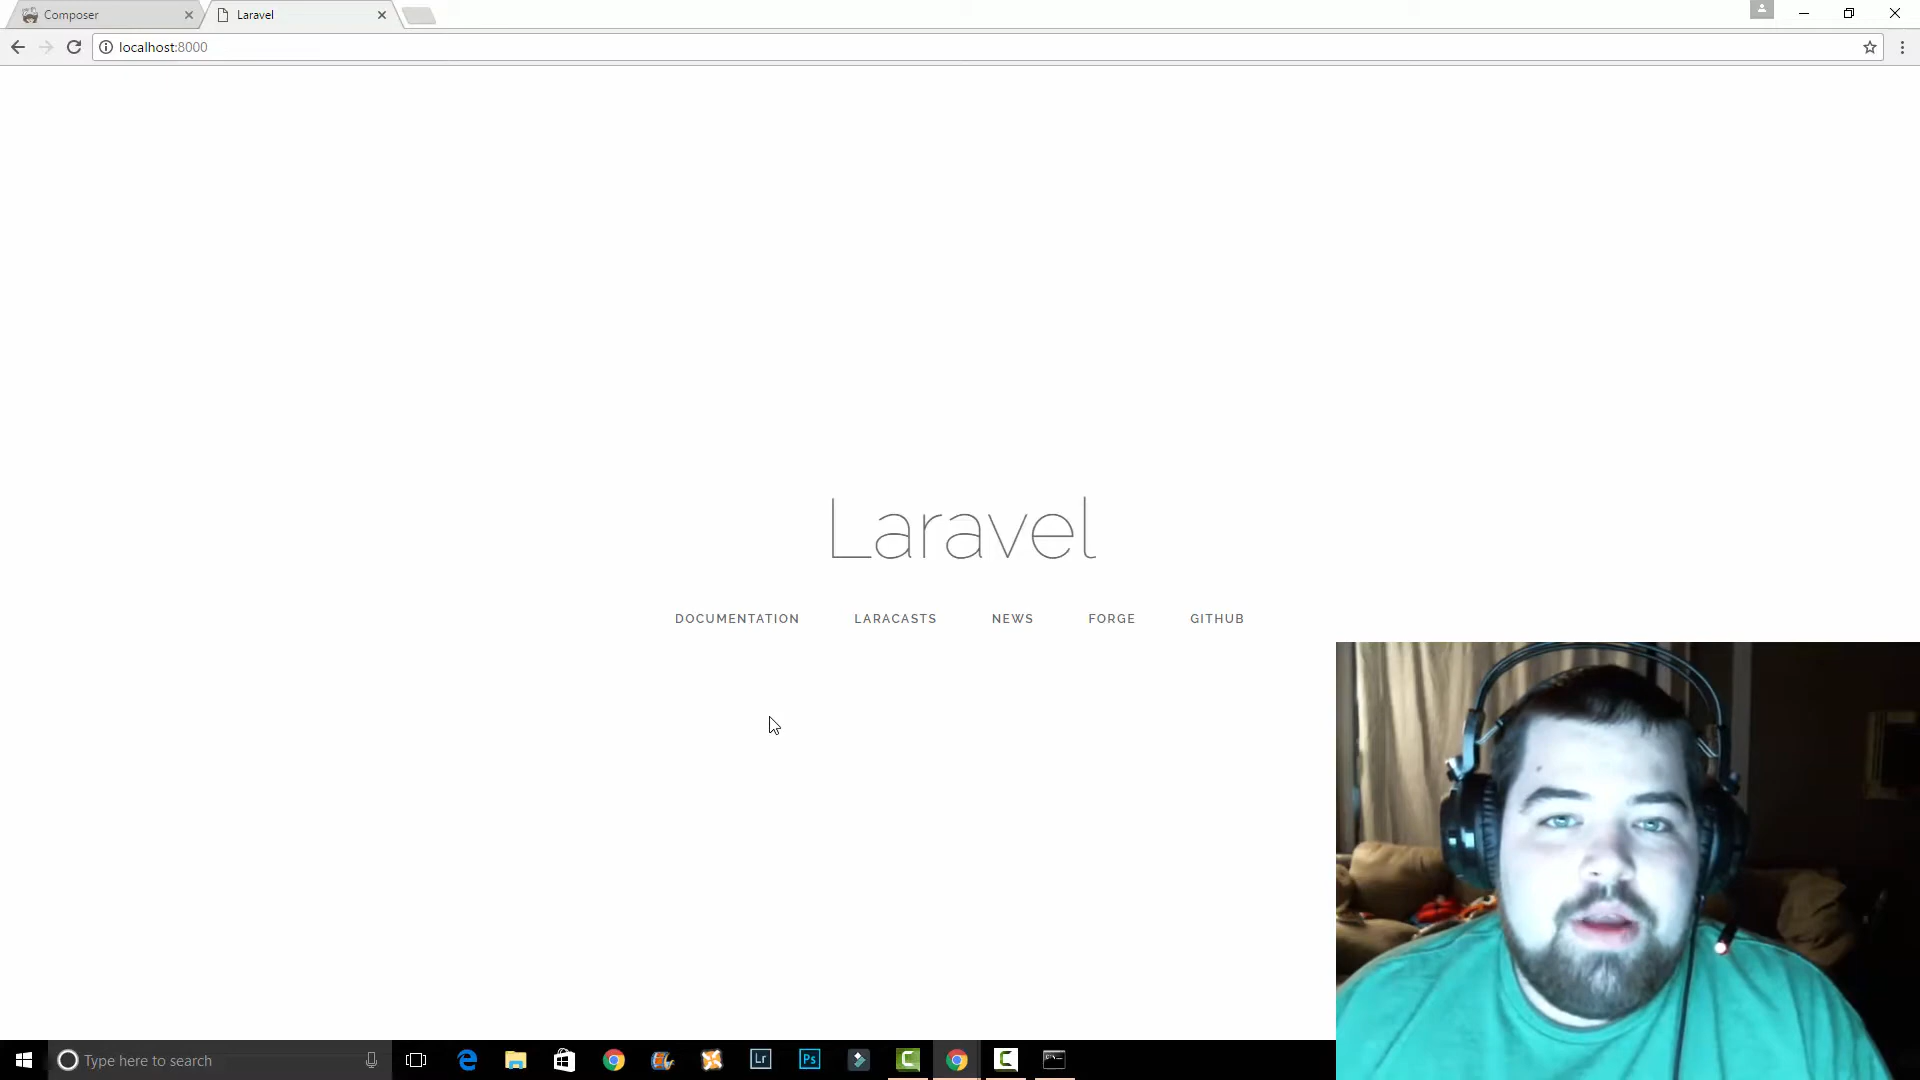 Composer
Laravel
localhost:8000
Laravel
DOCUMENTATION LARACASTS NEWS FORGE GITHUB
Type here to search
Lr
Ps